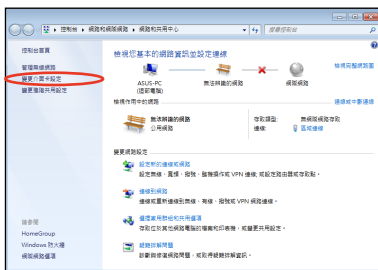 控制台 ▸ 網路和網際網路 ▸ 網路和共用中心
搜尋控制台
控制台首頁
管理無線網路
變更介面卡設定
變更進階共用設定
請參閱
HomeGroup
Windows 防火牆
網際網路選項
檢視您基本的網路資訊並設定連線
檢視完整網路圖
ASUS-PC
(這部電腦)
無法辨識的網路
網際網路
檢視作用中的網路
連線或中斷連線
無法辨識的網路
公用網路
存取類型: 無網際網路存取
連線: 區域連線
變更網路設定
設定新的連線或網路
設定無線、寬頻、撥號、臨機操作或 VPN 連線; 或設定路由器或存取點。
連線到網路
連線或重新連線到無線、有線、撥號或 VPN 網路連線。
選擇家用群組和共用選項
存取位於其他網路電腦的檔案和印表機，或變更共用設定。
疑難排解問題
診斷與修復網路問題，或取得疑難排解資訊。